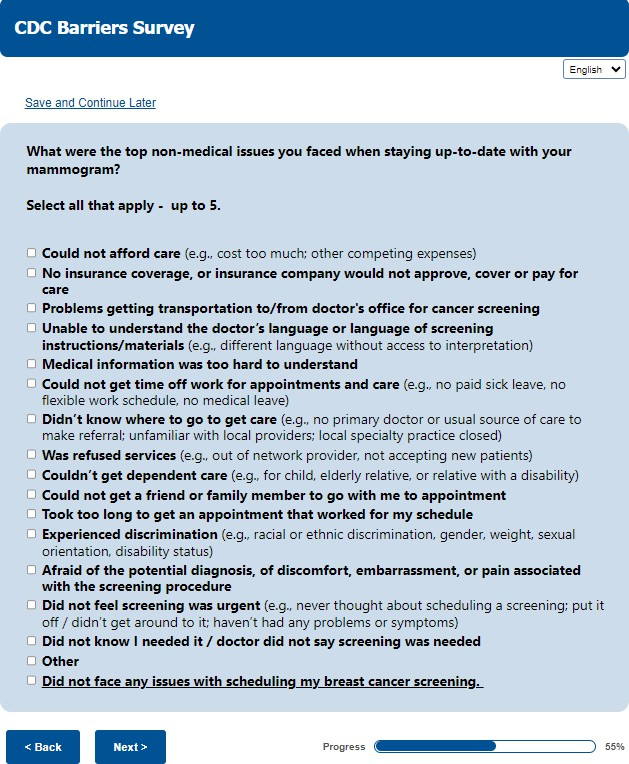 CDC Barriers Survey
English
Save and Continue Later
What were the top non-medical issues you faced when staying up-to-date with your
mammogram?
Select all that apply - up to 5.
Could not afford care (e.g., cost too much; other competing expenses)
No insurance coverage, or insurance company would not approve, cover or pay for
care
Problems getting transportation to/from doctor's office for cancer screening
Unable to understand the doctor's language or language of screening
instructions/materials (e.g., different language without access to interpretation)
Medical information was too hard to understand
Could not get time off work for appointments and care (e.g., no paid sick leave, no
flexible work schedule, no medical leave)
Didn't know where to go to get care (e.g., no primary doctor or usual source of care to
make referral; unfamiliar with local providers; local specialty practice closed)
Was refused services (e.g., out of network provider, not accepting new patients)
Couldn't get dependent care (e.g., for child, elderly relative, or relative with a disability)
Could not get a friend or family member to go with me to appointment
Took too long to get an appointment that worked for my schedule
Experienced discrimination (e.g., racial or ethnic discrimination, gender, weight, sexual
orientation, disability status)
Afraid of the potential diagnosis, of discomfort, embarrassment, or pain associated
with the screening procedure
Did not feel screening was urgent (e.g., never thought about scheduling a screening; put it
off / didn't get around to it; haven't had any problems or symptoms)
Did not know I needed it / doctor did not say screening was needed
Other
Did not face any issues with scheduling my breast cancer screening.
< Back
Next >
Progress
55%